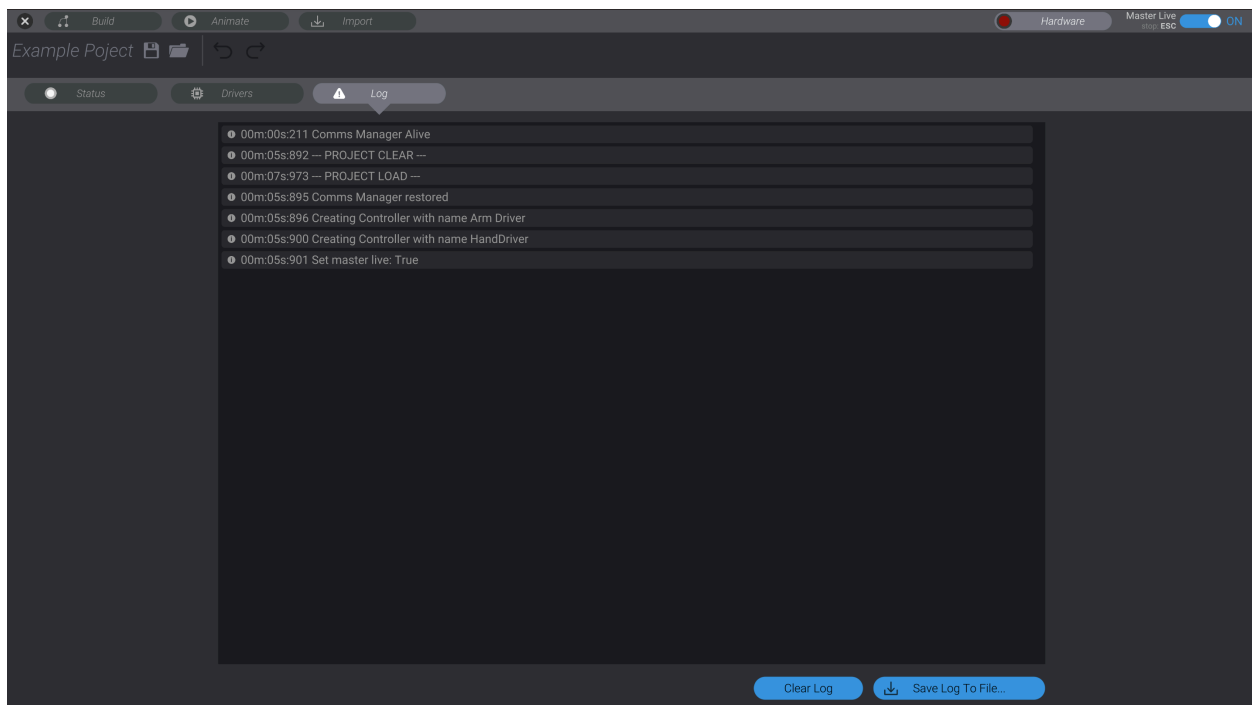 Build Animate Import Hardware Master Live ON
stop: ESC
Example Poject
Status Drivers Log
00m:00s:211 Comms Manager Alive
00m:05s:892 --- PROJECT CLEAR ---
00m:07s:973 --- PROJECT LOAD ---
00m:05s:895 Comms Manager restored
00m:05s:896 Creating Controller with name Arm Driver
00m:05s:900 Creating Controller with name HandDriver
00m:05s:901 Set master live: True
Clear Log Save Log To File...